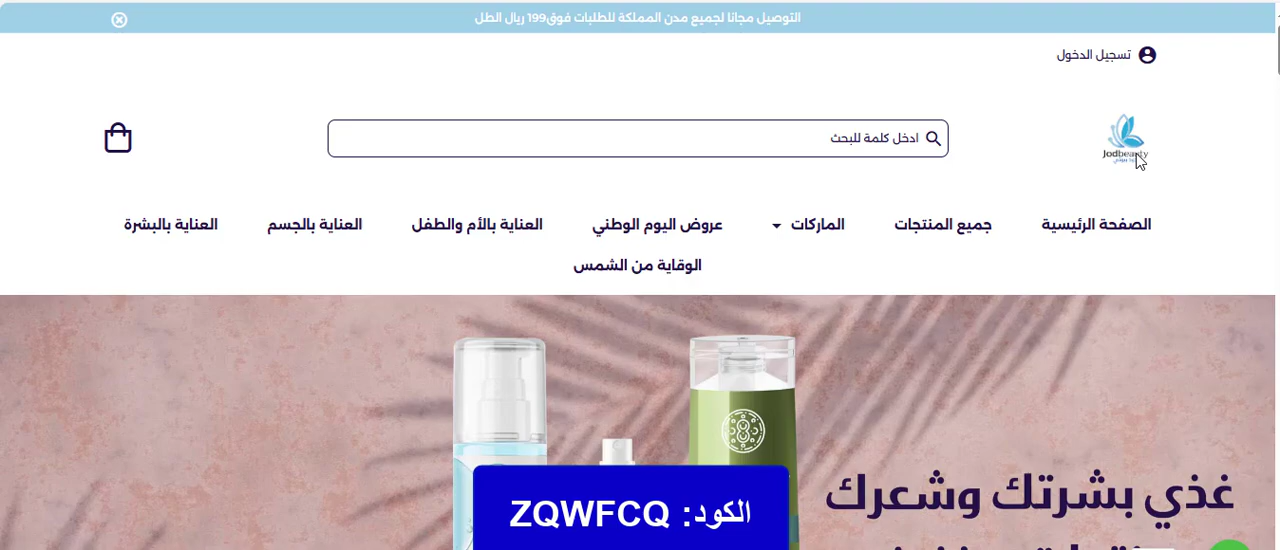 التوصيل مجانا لجميع مدن المملكة للطلبات فوق199 ريال الطل
تسجيل الدخول
ادخل كلمة للبحث
Jodbeauty
الصفحة الرئيسية
جميع المنتجات
الماركات
عروض اليوم الوطني
العناية بالأم والطفل
العناية بالجسم
العناية بالبشرة
الوقاية من الشمس
غذي بشرتك وشعرك
الكود: ZQWFCQ